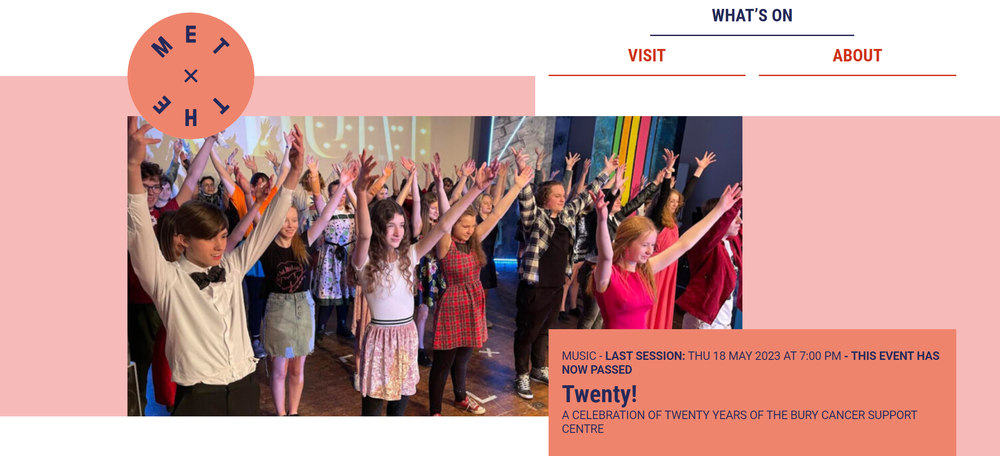 THE MET
WHAT’S ON
VISIT
ABOUT
MUSIC - LAST SESSION: THU 18 MAY 2023 AT 7:00 PM - THIS EVENT HAS
NOW PASSED
Twenty!
A CELEBRATION OF TWENTY YEARS OF THE BURY CANCER SUPPORT
CENTRE